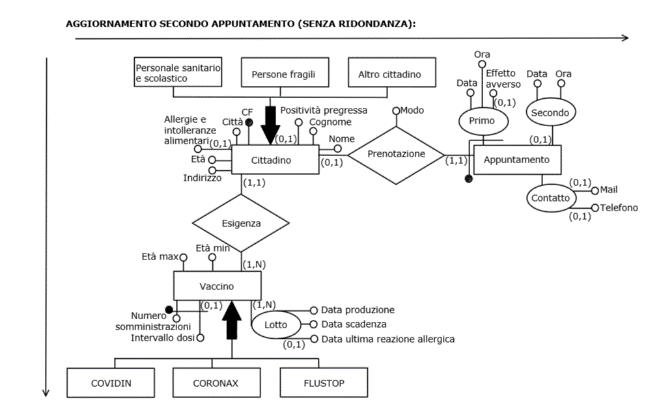 AGGIORNAMENTO SECONDO APPUNTAMENTO (SENZA RIDONDANZA):
Personale sanitario
e scolastico
Persone fragili
Altro cittadino
Ora
Data
Effetto
avverso
(0,1)
Data
Ora
Primo
Secondo
(0,1)
Allergie e
intolleranze
alimentari
(0,1)
Città
CF
Positività pregressa
(0,1)
Cognome
Nome
Modo
Età
Indirizzo
Cittadino
(0,1)
Prenotazione
(1,1)
Appuntamento
(1,1)
Contatto
(0,1)
Mail
Telefono
(0,1)
Esigenza
Età max
Età min
(1,N)
Vaccino
(0,1)
(1,N)
Numero
somministrazioni
Intervallo dosi
Lotto
(0,1)
Data produzione
Data scadenza
Data ultima reazione allergica
COVIDIN
CORONAX
FLUSTOP